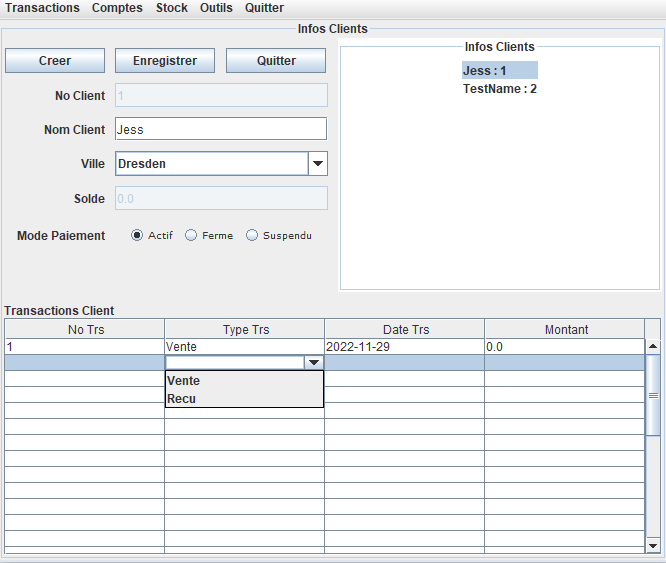 Transactions Comptes Stock Outils Quitter
Infos Clients
Creer Enregistrer Quitter
No Client 1
Nom Client Jess
Ville Dresden
Solde 0.0
Mode Paiement Actif Ferme Suspendu
Infos Clients
Jess : 1
TestName : 2
Transactions Client
No Trs Type Trs Date Trs Montant
1 Vente 2022-11-29 0.0
Vente
Recu